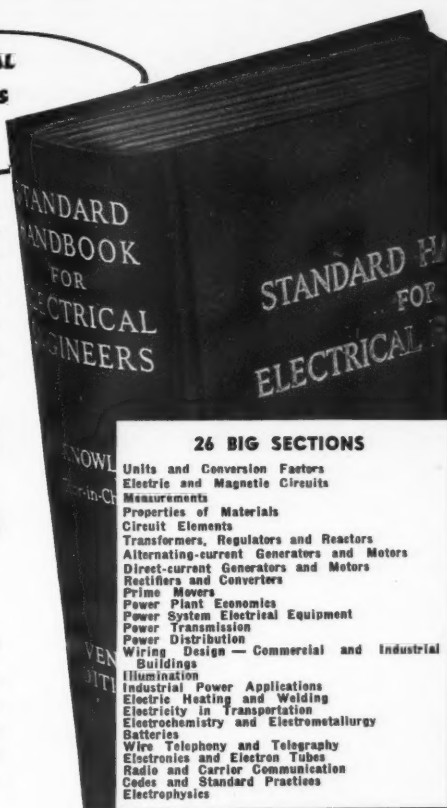 STANDARD
HANDBOOK
FOR
ELECTRICAL
ENGINEERS
STANDARD
FOR
ELECTRICAL
26 BIG SECTIONS
Units and Conversion Factors
Electric and Magnetic Circuits
Measurements
Properties of Materials
Circuit Elements
Transformers, Regulators and Reactors
Alternating-current Generators and Motors
Direct-current Generators and Motors
Rectifiers and Converters
Prime Movers
Power Plant Economics
Power System Electrical Equipment
Power Transmission
Power Distribution
Wiring Design — Commercial and Industrial
Buildings
Illumination
Industrial Power Applications
Electric Heating and Welding
Electricity in Transportation
Electrochemistry and Electrometallurgy
Batteries
Wire Telephony and Telegraphy
Electronics and Electron Tubes
Radio and Carrier Communication
Codes and Standard Practices
Electrophysics